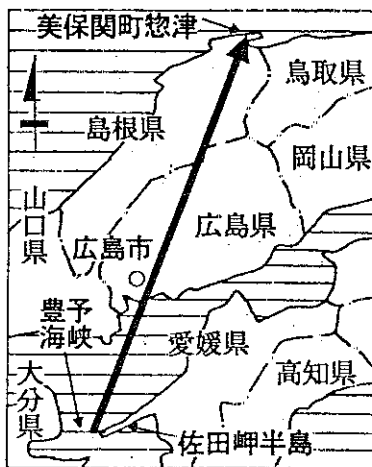 美保関町惣津
鳥取県
島根県
岡山県
山口県
広島県
広島市
豊予
海峡
愛媛県
大分県
高知県
佐田岬半島